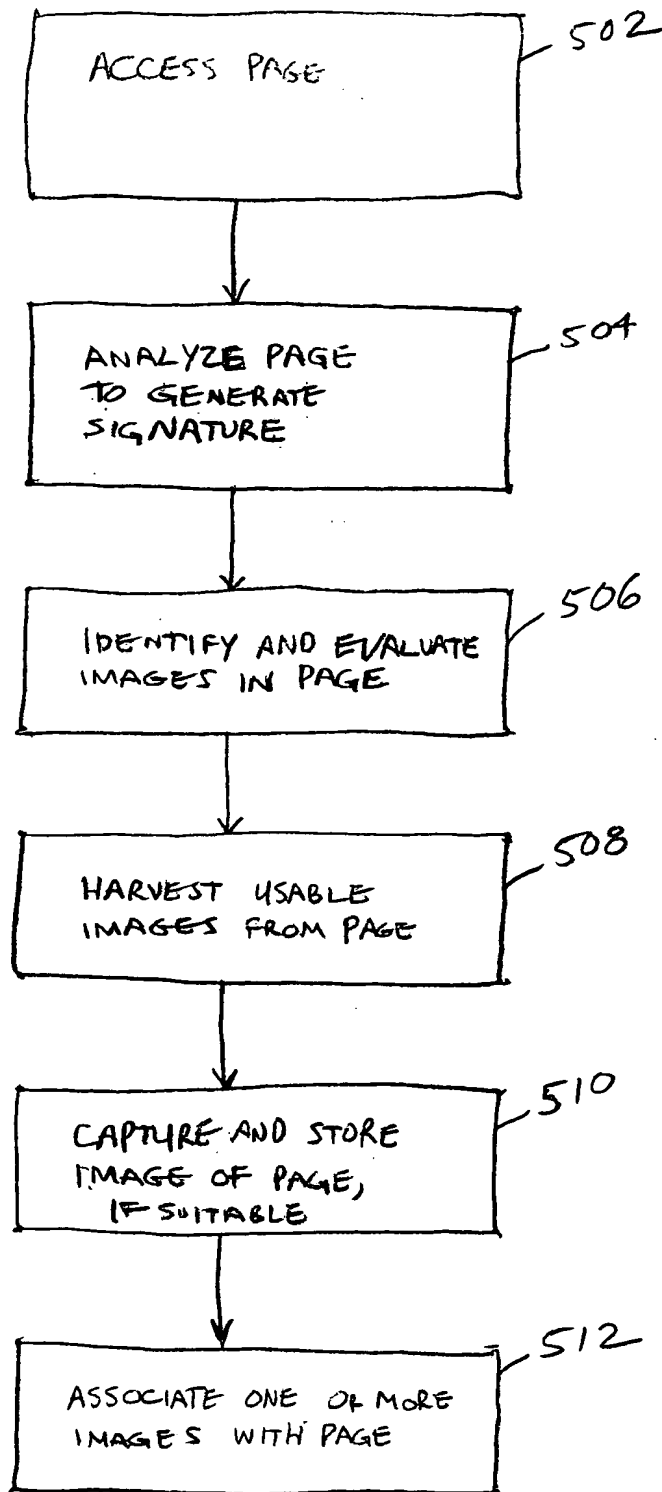 502
ACCESS PAGE
504
ANALYZE PAGE
TO GENERATE
SIGNATURE
506
IDENTIFY AND EVALUATE
IMAGES IN PAGE
508
HARVEST USABLE
IMAGES FROM PAGE
510
CAPTURE AND STORE
IMAGE OF PAGE,
IF SUITABLE
512
ASSOCIATE ONE OR MORE
IMAGES WITH PAGE